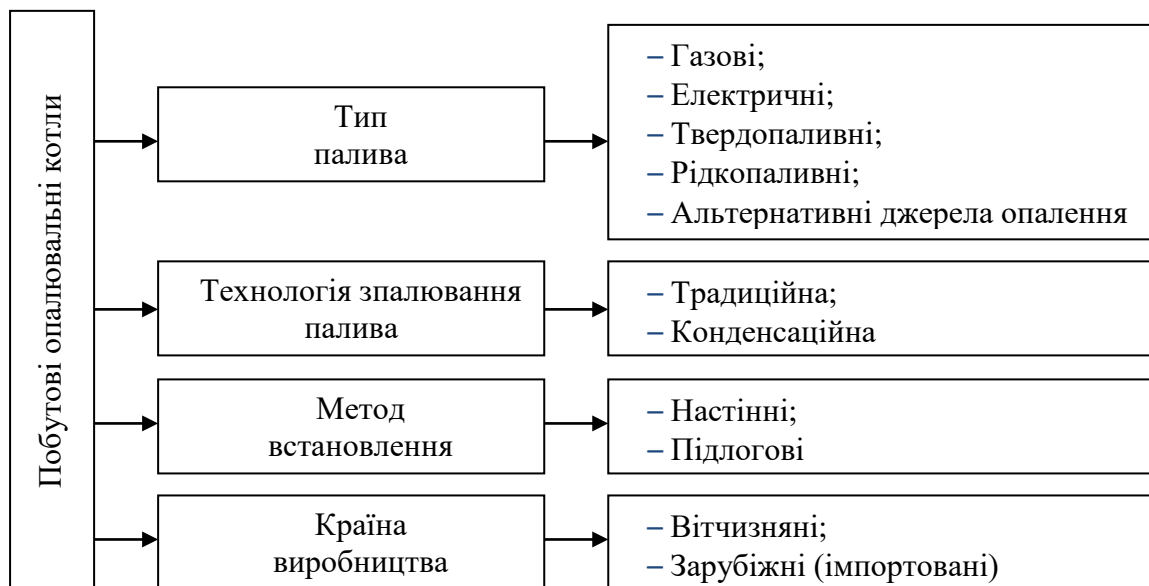 Побутові опалювальні котли
Тип
палива
– Газові;
– Електричні;
– Твердопаливні;
– Рідкопаливні;
– Альтернативні джерела опалення
Технологія зпалювання
палива
– Традиційна;
– Конденсаційна
Метод
встановлення
– Настінні;
– Підлогові
Країна
виробництва
– Вітчизняні;
– Зарубіжні (імпортовані)